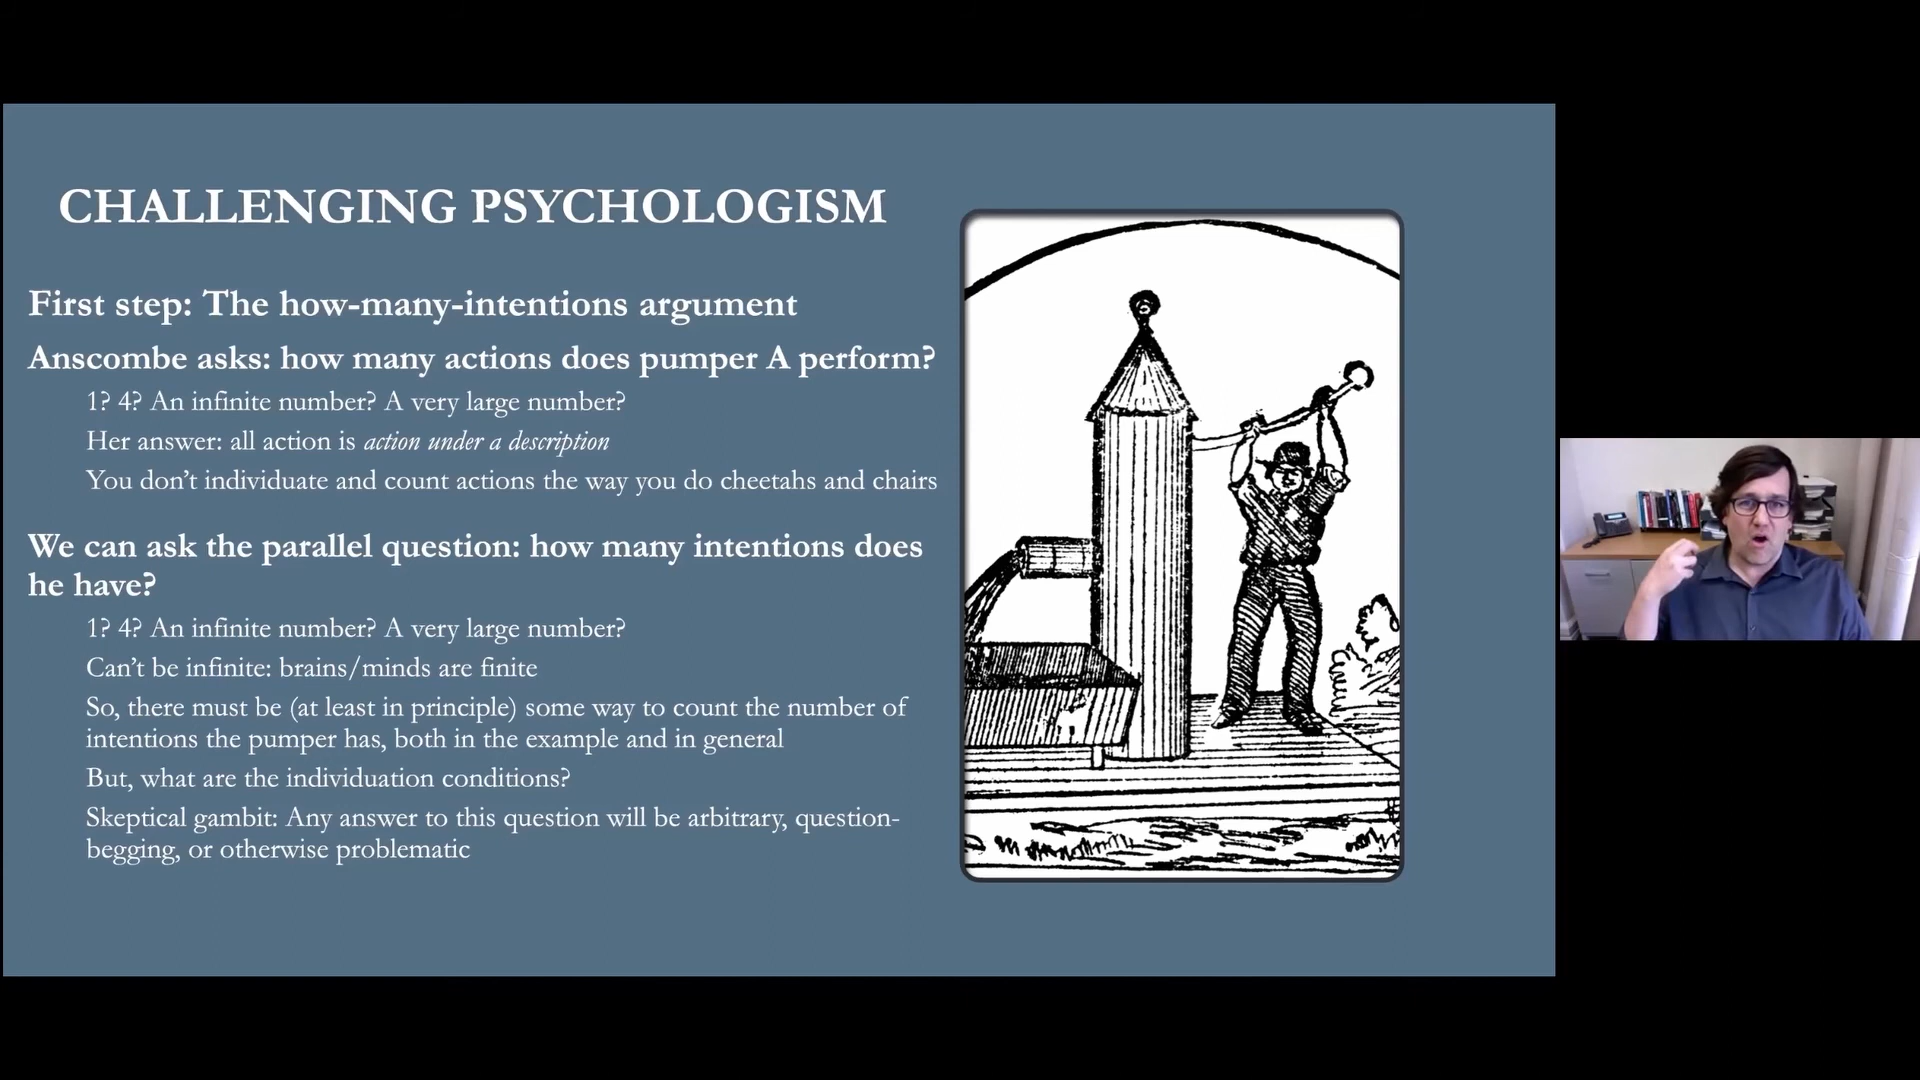 CHALLENGING PSYCHOLOGISM
First step: The how-many-intentions argument
Anscombe asks: how many actions does pumper A perform?
1? 4? An infinite number? A very large number?
Her answer: all action is action under a description
You don't individuate and count actions the way you do cheetahs and chairs
We can ask the parallel question: how many intentions does
he have?
1? 4? An infinite number? A very large number?
Can't be infinite: brains/minds are finite
So, there must be (at least in principle) some way to count the number of
intentions the pumper has, both in the example and in general
But, what are the individuation conditions?
Skeptical gambit: Any answer to this question will be arbitrary, question-
begging, or otherwise problematic